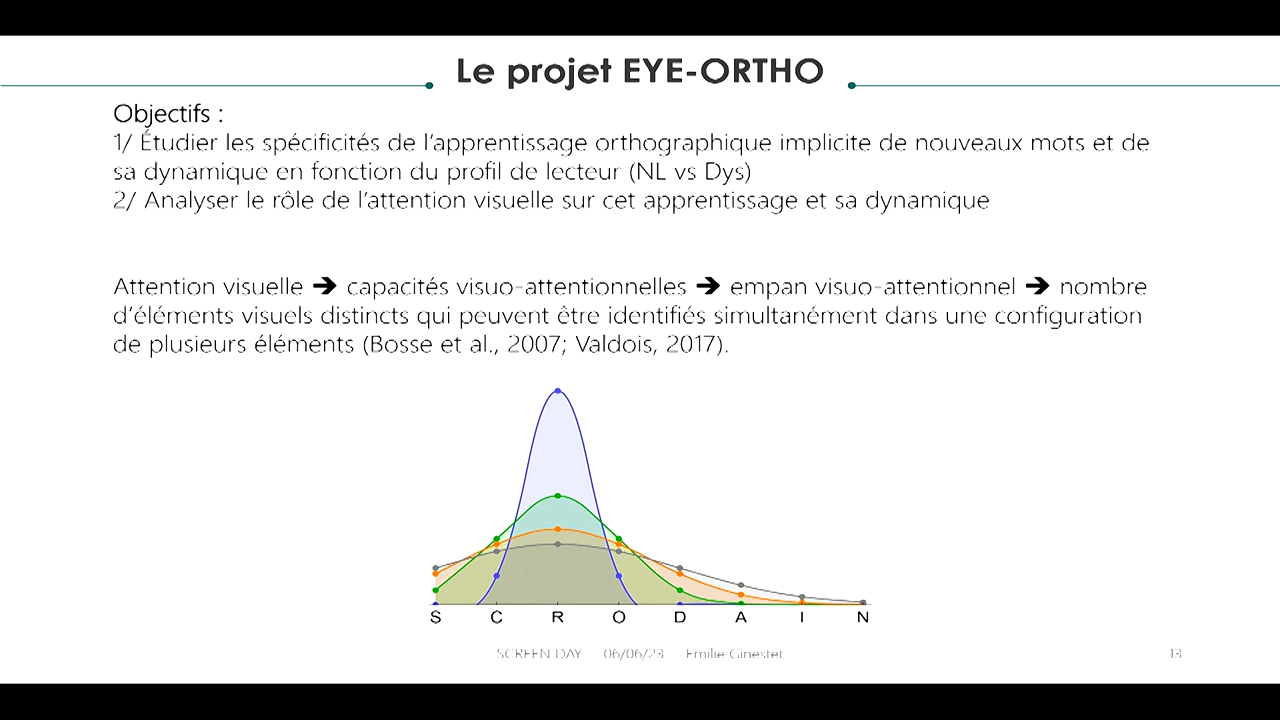 Le projet EYE-ORTHO
Objectifs :
1/ Étudier les spécificités de l'apprentissage orthographique implicite de nouveaux mots et de
sa dynamique en fonction du profil de lecteur (NL vs Dys)
2/ Analyser le rôle de l'attention visuelle sur cet apprentissage et sa dynamique
Attention visuelle ➔ capacités visuo-attentionnelles ➔ empan visuo-attentionnel ➔ nombre
d'éléments visuels distincts qui peuvent être identifiés simultanément dans une configuration
de plusieurs éléments (Bosse et al., 2007; Valdois, 2017).
S C R O D A I N
SCREEN DAY 06/06/23 Emilie Ginestet 13